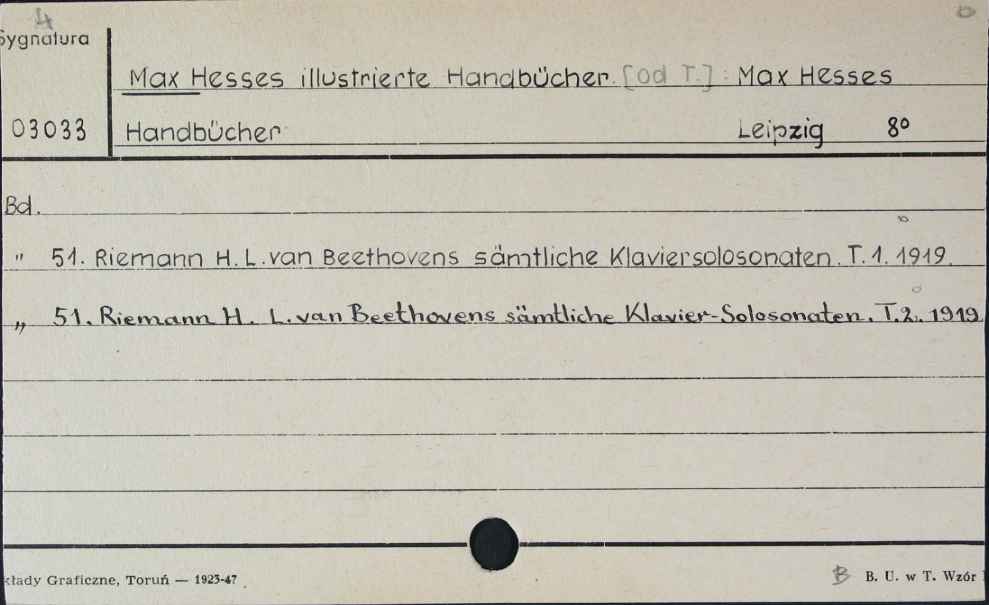 4
Sygnatura
Max Hesses illustrierte Handbücher. [od T.] : Max Hesses
03033 Handbücher Leipzig 8°
Bd.
" 51. Riemann H. L. van Beethovens sämtliche Klaviersolosonaten. T. 1. 1919.
„ 51. Riemann H. L. van Beethovens sämtliche Klavier-Solosonaten. T. 2. 1919
kłady Graficzne, Toruń — 1923-47 B B. U. w T. Wzór